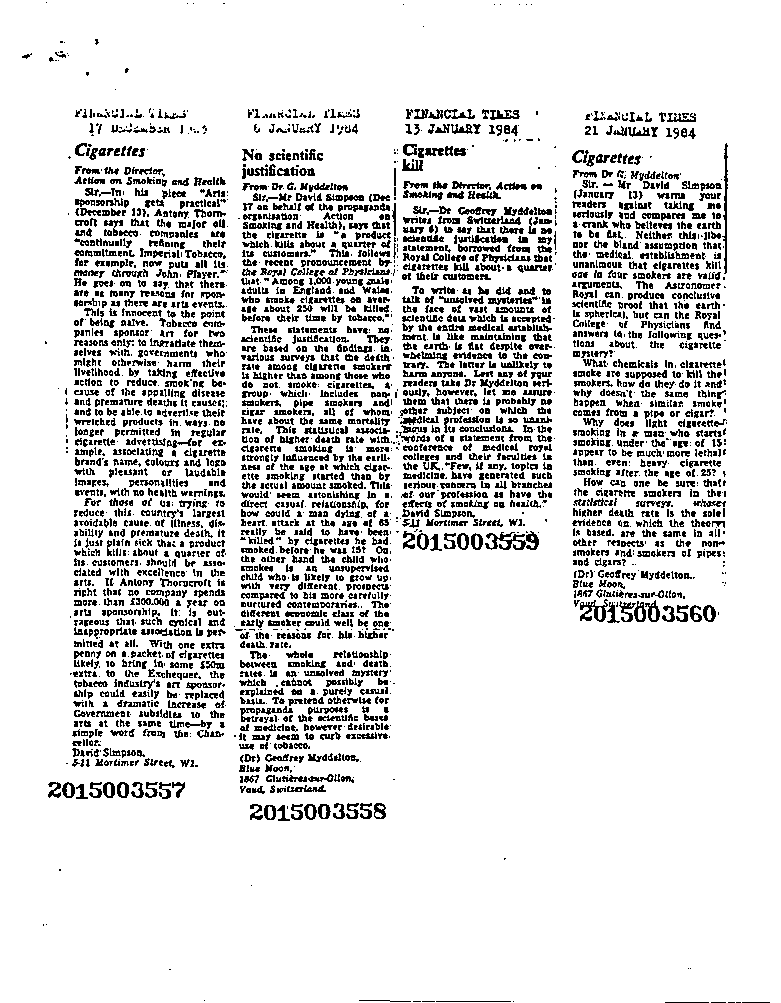 FINANCIAL TIMES
17 DECEMBER
Cigarettes
From the Director,
Action on Smoking and Health
Sir,—In his piece "Arts
sponsorship gets practical"
(December 13), Antony Thorn-
croft says that the major oil
and tobacco companies are
"continually refining their
commitment. Imperial Tobacco,
for example, now puts all its
money through John Player."
He goes on to say that there
are as many reasons for spon-
sorship as there are arts events.
This is innocent to the point
of being naive. Tobacco com-
panies sponsor art for two
reasons only: to ingratiate them-
selves with governments who
might otherwise harm their
livelihood by taking effective
action to reduce smoking be-
cause of the appalling disease
and premature deaths it causes;
and to be able to advertise their
wretched products in ways no
longer permitted in regular
cigarette advertising—for ex-
ample, associating a cigarette
brand's name, colours and logo
with pleasant or laudable
images, personalities and
events, with no health warnings.
For those of us trying to
reduce this country's largest
avoidable cause of illness, dis-
ability and premature death, it
is just plain sick that a product
which kills about a quarter of
its customers should be asso-
ciated with excellence in the
arts. If Antony Thorncroft is
right that no company spends
more than £300,000 a year on
arts sponsorship, it is out-
rageous that such cynical and
inappropriate association is per-
mitted at all. With one extra
penny on a packet of cigarettes
likely to bring in some £50m
extra to the Exchequer, the
tobacco industry's art sponsor-
ship could easily be replaced
with a dramatic increase of
Government subsidies to the
arts at the same time—by a
simple word from the Chan-
cellor.
David Simpson,
5-11 Mortimer Street, W1.
2015003557
FINANCIAL TIMES
6 JANUARY 1984
No scientific
justification
From Dr G. Myddelton
Sir,—Mr David Simpson (Dec
17 on behalf of the propaganda
organisation Action on
Smoking and Health), says that
the cigarette is "a product
which kills about a quarter of
its customers." This follows
the recent pronouncement by
the Royal College of Physicians
that "Among 1,000 young male
adults in England and Wales
who smoke cigarettes on aver-
age about 250 will be killed
before their time by tobacco."
These statements have no
scientific justification. They
are based on the findings in
various surveys that the death
rate among cigarette smokers
is higher than among those who
do not smoke cigarettes, a
group which includes non-
smokers, pipe smokers and
cigar smokers, all of whom
have about the same mortality
rate. This statistical associa-
tion of higher death rate with
cigarette smoking is more
strongly influenced by the earli-
ness of the age at which cigar-
ette smoking started than by
the actual amount smoked. This
would seem astonishing in a
direct casual relationship, for
how could a man dying of a
heart attack at the age of 65
really be said to have been
"killed" by cigarettes he had
smoked before he was 15? On
the other hand the child who
smokes is an unsupervised
child who is likely to grow up
with very different prospects
compared to his more carefully
nurtured contemporaries. The
different economic class of the
early smoker could well be one
of the reasons for his higher
death rate.
The whole relationship
between smoking and death
rates is an unsolved mystery
which cannot possibly be
explained on a purely casual
basis. To pretend otherwise for
propaganda purposes is a
betrayal of the scientific bases
of medicine, however desirable
it may seem to curb excessive
use of tobacco.
(Dr) Geoffrey Myddelton,
Blue Moon,
1867 Glutières-sur-Ollon,
Vaud, Switzerland.
2015003558
FINANCIAL TIMES
13 JANUARY 1984
Cigarettes
kill
From the Director, Action on
Smoking and Health.
Sir,—Dr Geoffrey Myddelton
writes from Switzerland (Jan-
uary 6) to say that there is no
scientific justification in my
statement, borrowed from the
Royal College of Physicians that
cigarettes kill about a quarter
of their customers.
To write as he did and to
talk of "unsolved mysteries" in
the face of vast amounts of
scientific data which is accepted
by the entire medical establish-
ment is like maintaining that
the earth is flat despite over-
whelming evidence to the con-
trary. The latter is unlikely to
harm anyone. Lest any of your
readers take Dr Myddelton seri-
ously, however, let me assure
them that there is probably no
other subject on which the
medical profession is so unani-
mous in its conclusions. In the
words of a statement from the
conference of medical royal
colleges and their faculties in
the UK, "Few, if any, topics in
medicine have generated such
serious concern in all branches
of our profession as have the
effects of smoking on health."
David Simpson,
5-11 Mortimer Street, W1.
2015003559
FINANCIAL TIMES
21 JANUARY 1984
Cigarettes
From Dr G. Myddelton
Sir. — Mr David Simpson
(January 13) warns your
readers against taking me
seriously and compares me to
a crank who believes the earth
to be flat. Neither this jibe
nor the bland assumption that
the medical establishment is
unanimous that cigarettes kill
one in four smokers are valid
arguments. The Astronomer
Royal can produce conclusive
scientific proof that the earth
is spherical, but can the Royal
College of Physicians find
answers to the following ques-
tions about the cigarette
mystery?
What chemicals in cigarette
smoke are supposed to kill the
smokers, how do they do it and
why doesn't the same thing
happen when similar smoke
comes from a pipe or cigar?
Why does light cigarette
smoking in a man who starts
smoking under the age of 15
appear to be much more lethal
than even heavy cigarette
smoking after the age of 25?
How can one be sure that
the cigarette smokers in the
statistical surveys, whose
higher death rate is the sole
evidence on which the theory
is based, are the same in all
other respects as the non-
smokers and smokers of pipes
and cigars?
(Dr) Geoffrey Myddelton,
Blue Moon,
1867 Glutières-sur-Ollon,
Vaud, Switzerland
2015003560